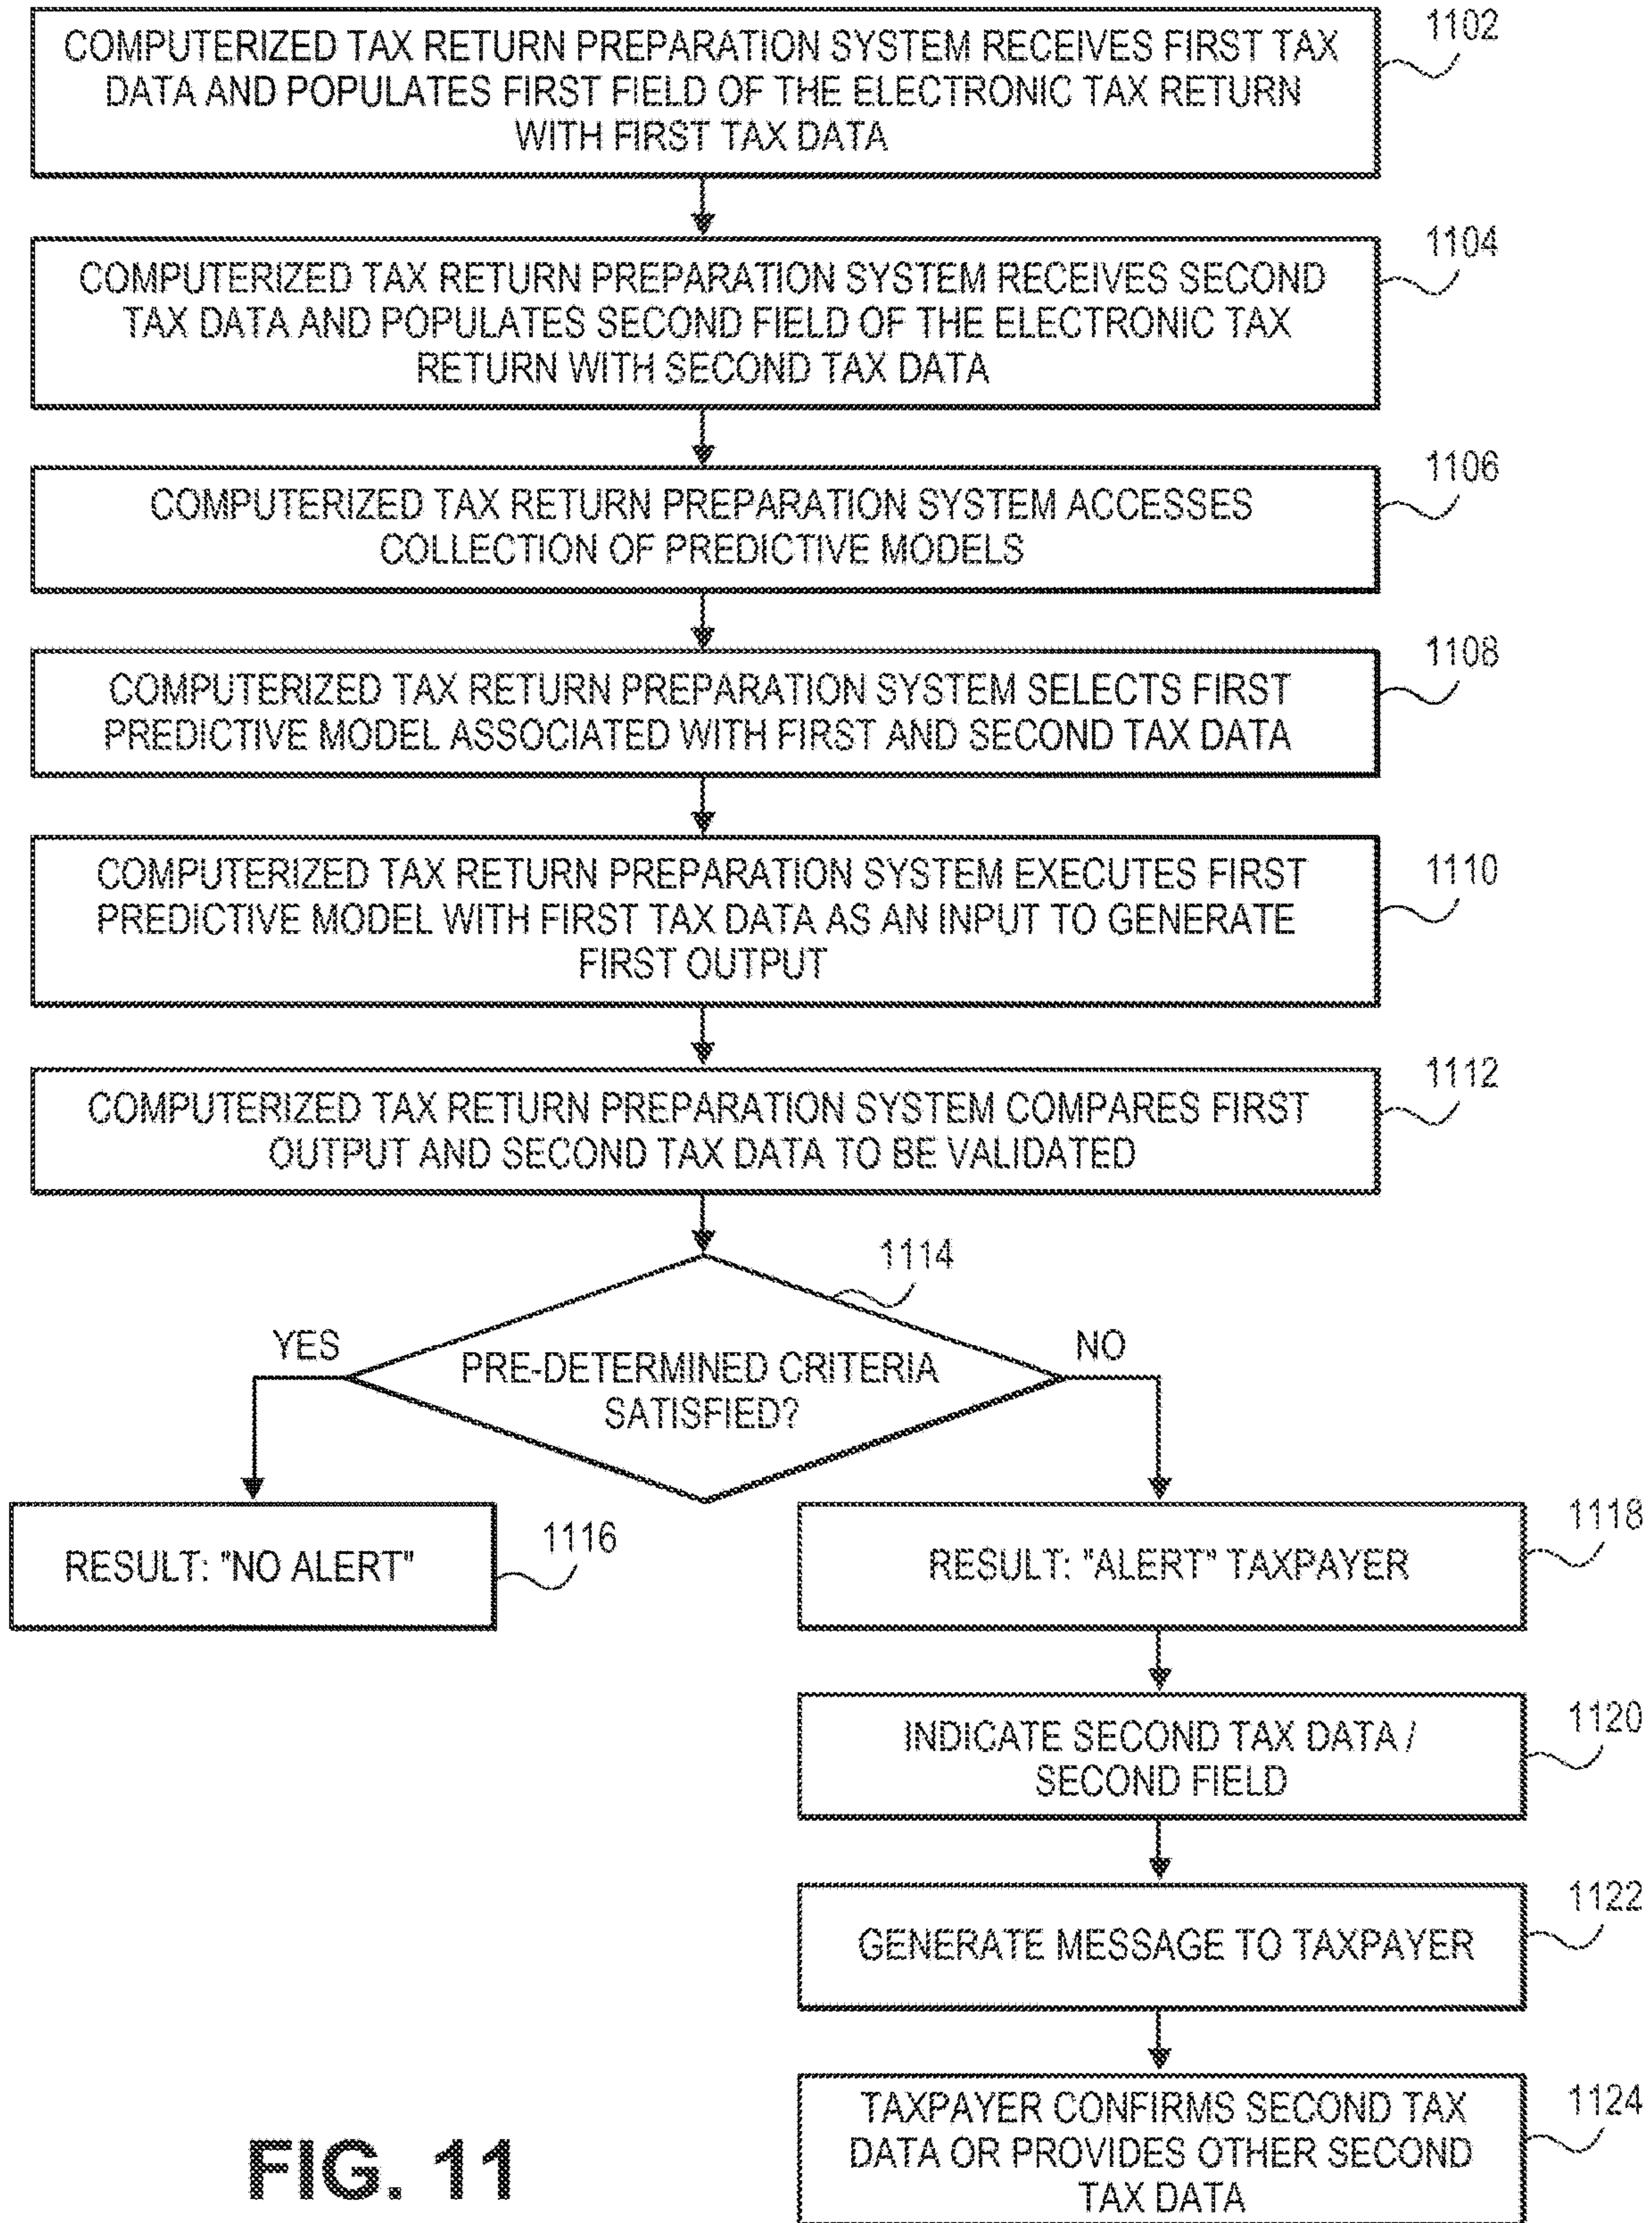 1102
COMPUTERIZED TAX RETURN PREPARATION SYSTEM RECEIVES FIRST TAX
DATA AND POPULATES FIRST FIELD OF THE ELECTRONIC TAX RETURN
WITH FIRST TAX DATA
1104
COMPUTERIZED TAX RETURN PREPARATION SYSTEM RECEIVES SECOND
TAX DATA AND POPULATES SECOND FIELD OF THE ELECTRONIC TAX
RETURN WITH SECOND TAX DATA
1106
COMPUTERIZED TAX RETURN PREPARATION SYSTEM ACCESSES
COLLECTION OF PREDICTIVE MODELS
1108
COMPUTERIZED TAX RETURN PREPARATION SYSTEM SELECTS FIRST
PREDICTIVE MODEL ASSOCIATED WITH FIRST AND SECOND TAX DATA
1110
COMPUTERIZED TAX RETURN PREPARATION SYSTEM EXECUTES FIRST
PREDICTIVE MODEL WITH FIRST TAX DATA AS AN INPUT TO GENERATE
FIRST OUTPUT
1112
COMPUTERIZED TAX RETURN PREPARATION SYSTEM COMPARES FIRST
OUTPUT AND SECOND TAX DATA TO BE VALIDATED
1114
YES
NO
PRE-DETERMINED CRITERIA
SATISFIED?
RESULT: "NO ALERT"
1116
RESULT: "ALERT" TAXPAYER
1118
INDICATE SECOND TAX DATA /
SECOND FIELD
1120
GENERATE MESSAGE TO TAXPAYER
1122
TAXPAYER CONFIRMS SECOND TAX
DATA OR PROVIDES OTHER SECOND
TAX DATA
1124
FIG. 11